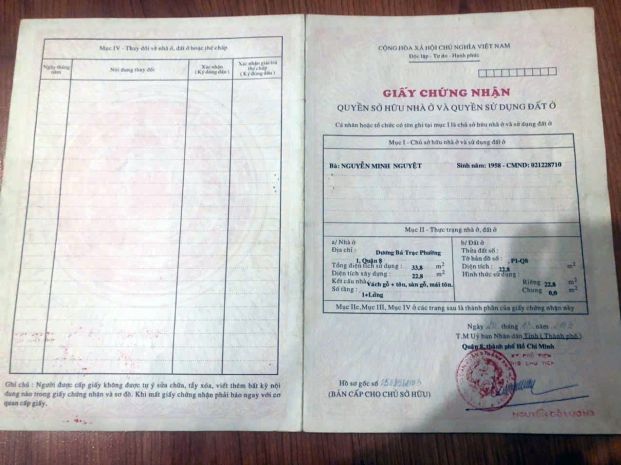 Mục IV - Thay đổi về nhà ở, đất ở hoặc thế chấp
Ngày tháng năm
Nội dung thay đổi
Xác nhận (Ký đóng dấu)
Xác nhận giải trừ thế chấp (Ký đóng dấu)
Ghi chú : Người được cấp giấy không được tự ý sửa chữa, tẩy xóa, viết thêm bất kỳ nội
dung nào trong giấy chứng nhận và sơ đồ. Khi mất giấy chứng nhận phải báo ngay với cơ
quan cấp giấy.
CỘNG HÒA XÃ HỘI CHỦ NGHĨA VIỆT NAM
Độc lập - Tự do - Hạnh phúc
GIẤY CHỨNG NHẬN
QUYỀN SỞ HỮU NHÀ Ở VÀ QUYỀN SỬ DỤNG ĐẤT Ở
Cá nhân hoặc tổ chức có tên ghi tại mục I là chủ sở hữu nhà ở và sử dụng đất ở
Mục I - Chủ sở hữu nhà ở và sử dụng đất ở
Bà: NGUYỄN MINH NGUYỆT Sinh năm: 1958 - CMND: 021228710
Mục II - Thực trạng nhà ở, đất ở
a/ Nhà ở
Địa chỉ : Dương Bá Trạc Phường
1, Quận 8
Tổng diện tích sử dụng : 33,8 m2
Diện tích xây dựng : 22,8 m2
Kết cấu nhà : Vách gỗ + tôn, sàn gỗ, mái tôn.
Số tầng : 1+Lửng
b/ Đất ở
Thửa đất số :
Tờ bản đồ số : , P1-Q8
Diện tích : 22,8 m2
Hình thức sử dụng :
Riêng 22,8 m2
Chung 0,0 m2
Mục IIc, Mục III, Mục IV ở các trang sau là thành phần của giấy chứng nhận này
Ngày tháng năm
T.M Uỷ ban Nhân dân Tỉnh ( Thành phố )
Quận 8, thành phố Hồ Chí Minh
Hồ sơ gốc số
(BẢN CẤP CHO CHỦ SỞ HỮU)